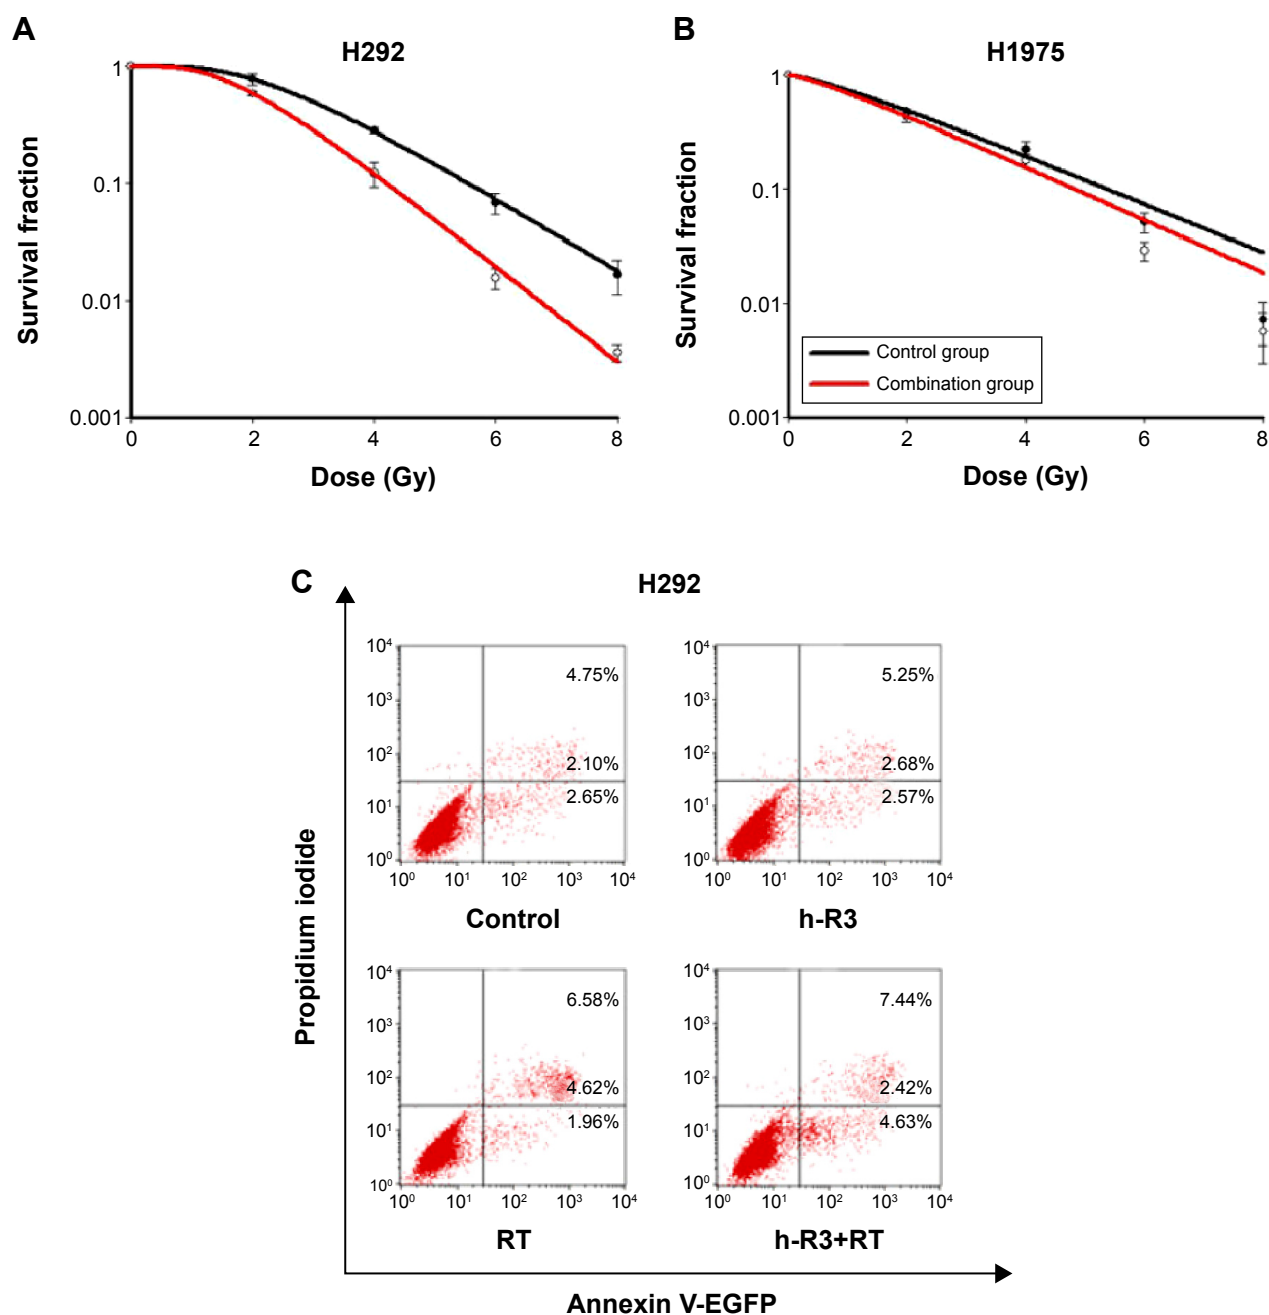 A
H292
Survival fraction
1
0.1
0.01
0.001
0 2 4 6 8
Dose (Gy)
B
H1975
Survival fraction
1
0.1
0.01
0.001
Control group
Combination group
0 2 4 6 8
Dose (Gy)
C
H292
Propidium iodide
10⁴
10³
10²
10¹
10⁰
4.75%
2.10%
2.65%
10⁰ 10¹ 10² 10³ 10⁴
Control
10⁴
10³
10²
10¹
10⁰
5.25%
2.68%
2.57%
10⁰ 10¹ 10² 10³ 10⁴
h-R3
10⁴
10³
10²
10¹
10⁰
6.58%
4.62%
1.96%
10⁰ 10¹ 10² 10³ 10⁴
RT
10⁴
10³
10²
10¹
10⁰
7.44%
2.42%
4.63%
10⁰ 10¹ 10² 10³ 10⁴
h-R3+RT
Annexin V-EGFP